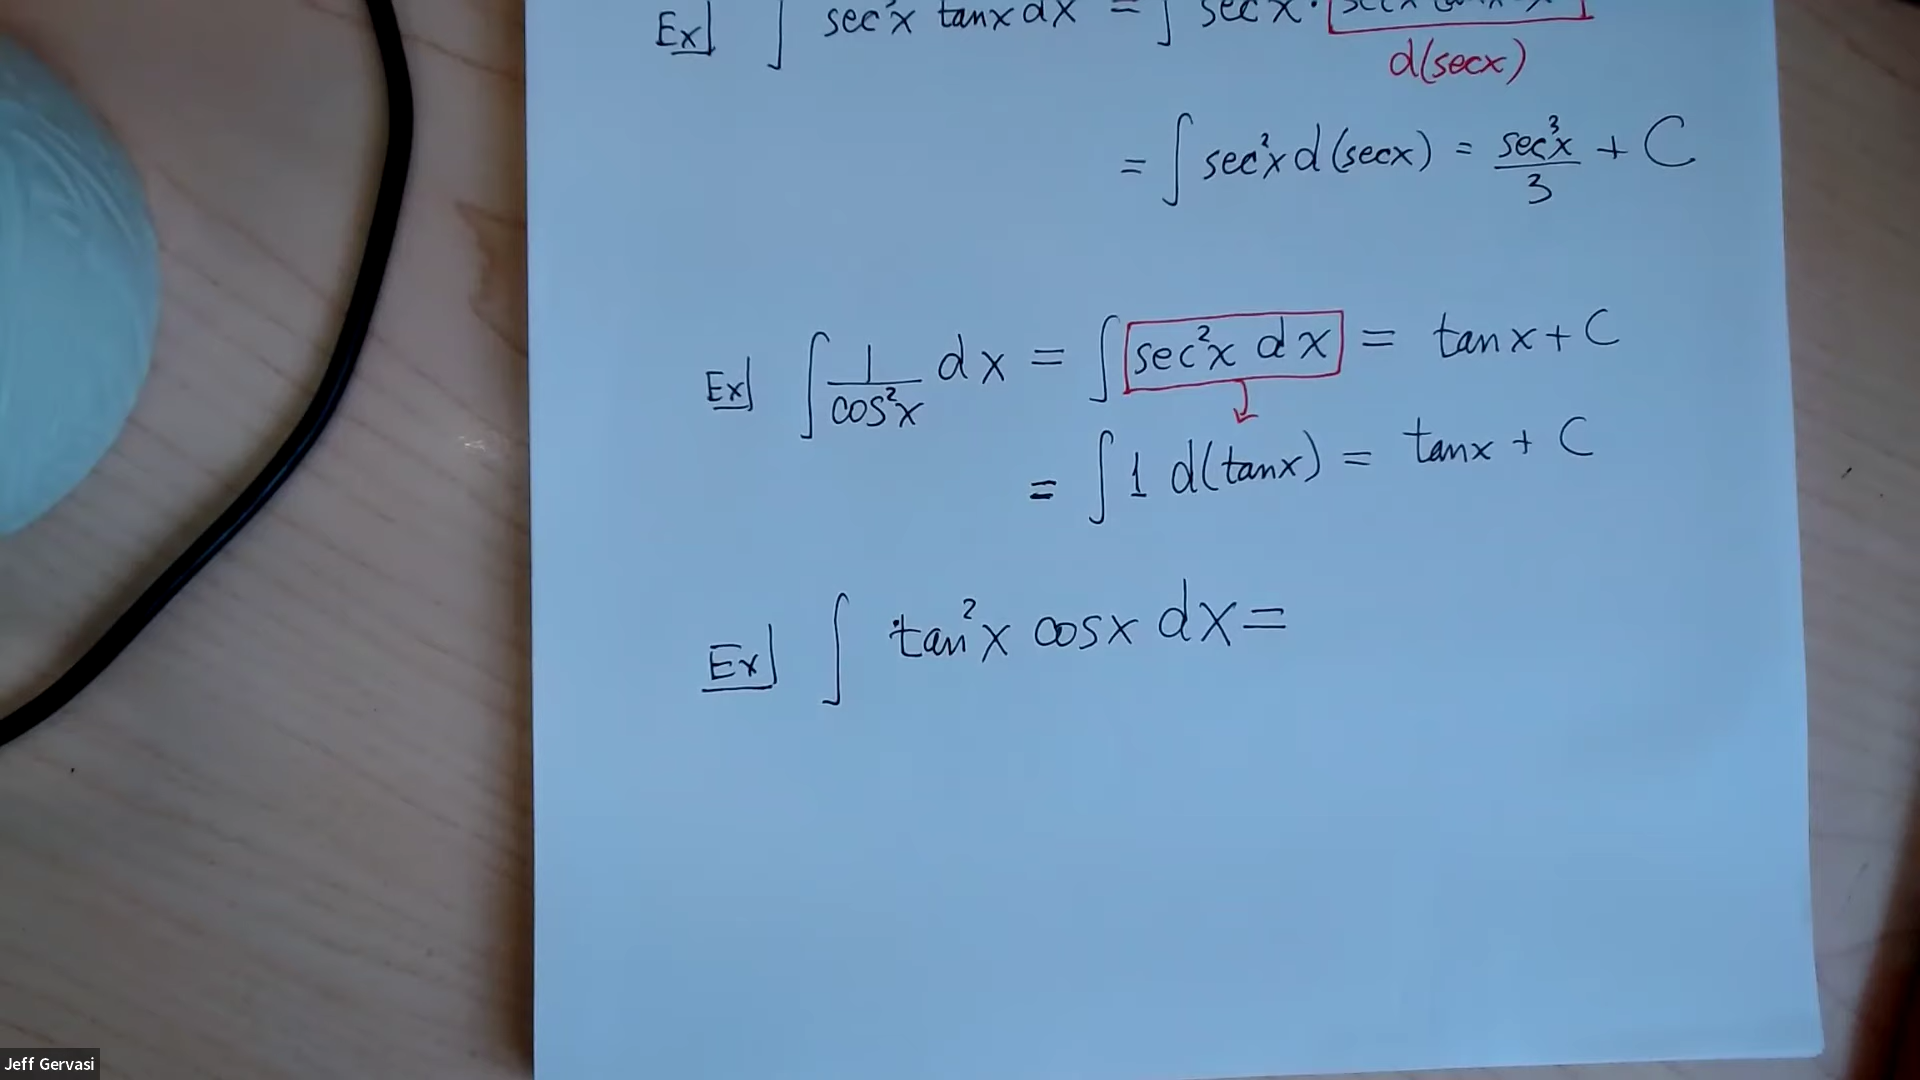 Ex] ∫ sec³x tanx dx = ∫ sec²x ·
d(secx)
= ∫ sec²x d(secx) = sec³x/3 + C
Ex] ∫ 1/cos²x dx = ∫ sec²x dx = tanx + C
= ∫ 1 d(tanx) = tanx + C
Ex] ∫ tan²x cosx dx =
Jeff Gervasi